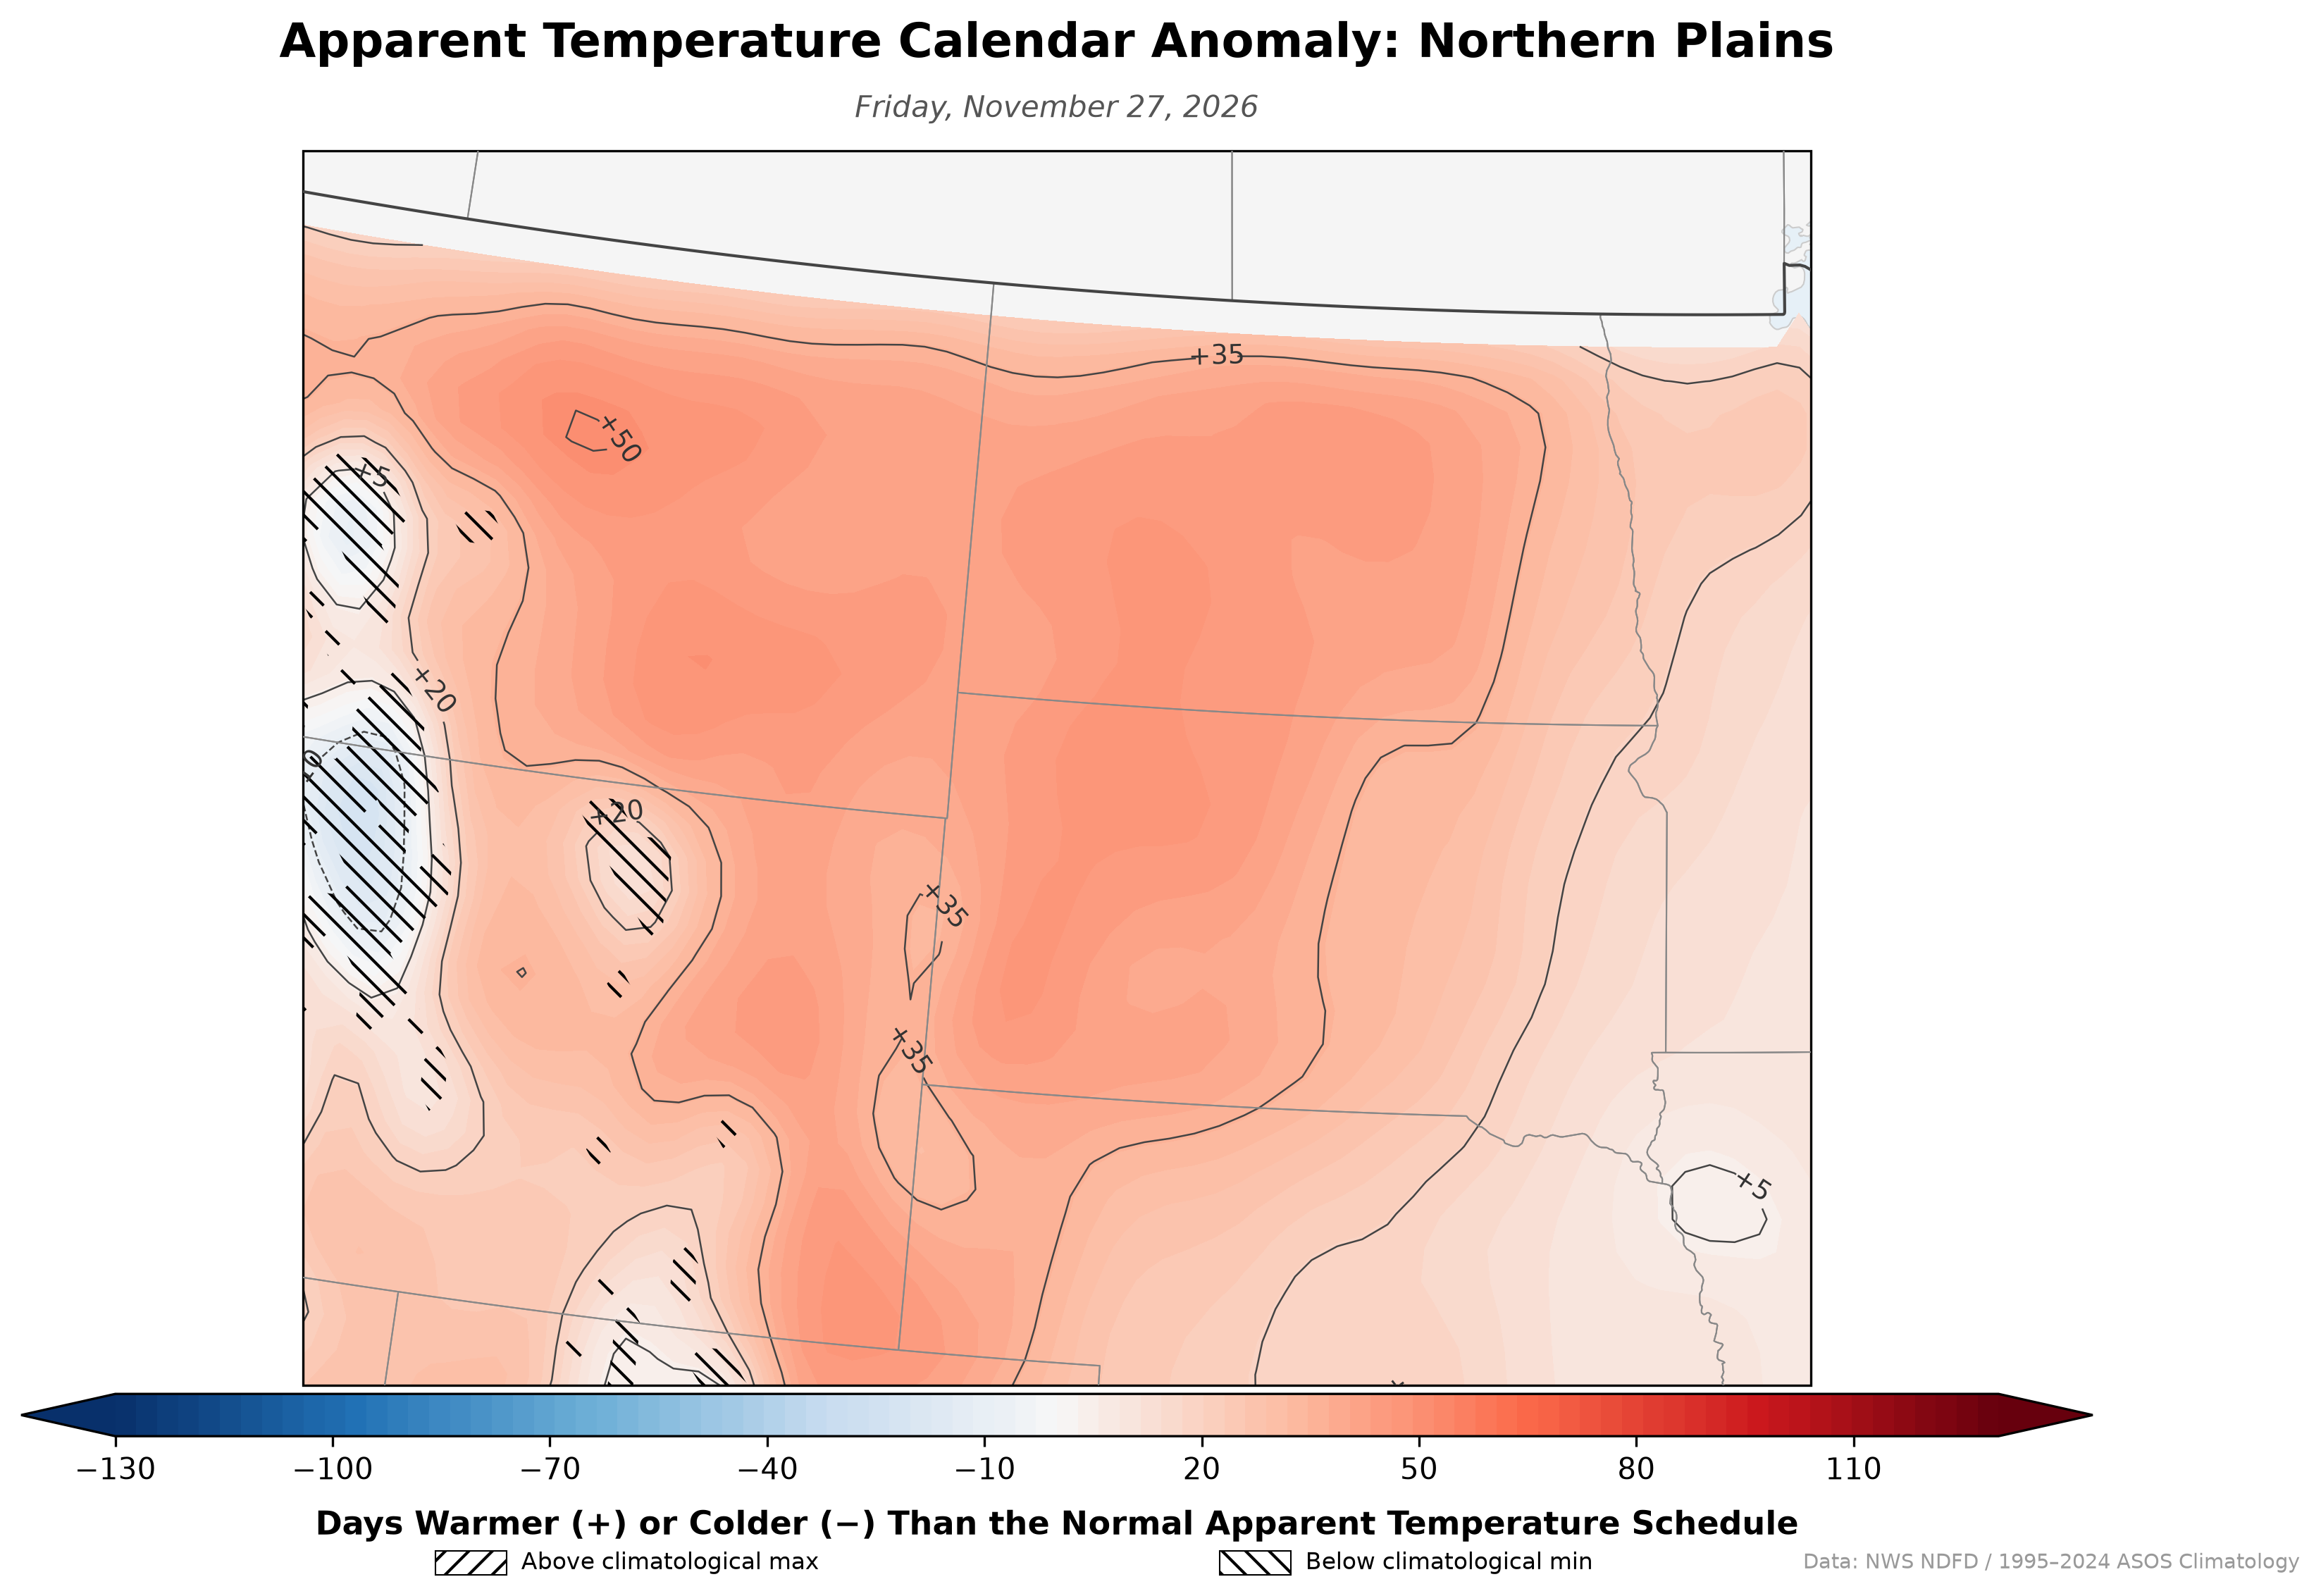 Apparent Temperature Calendar Anomaly: Northern Plains
Friday, November 27, 2026
+35
+50
+5
+20
+20
+35
+35
+5
−130 −100 −70 −40 −10 20 50 80 110
Days Warmer (+) or Colder (−) Than the Normal Apparent Temperature Schedule
Above climatological max
Below climatological min
Data: NWS NDFD / 1995–2024 ASOS Climatology